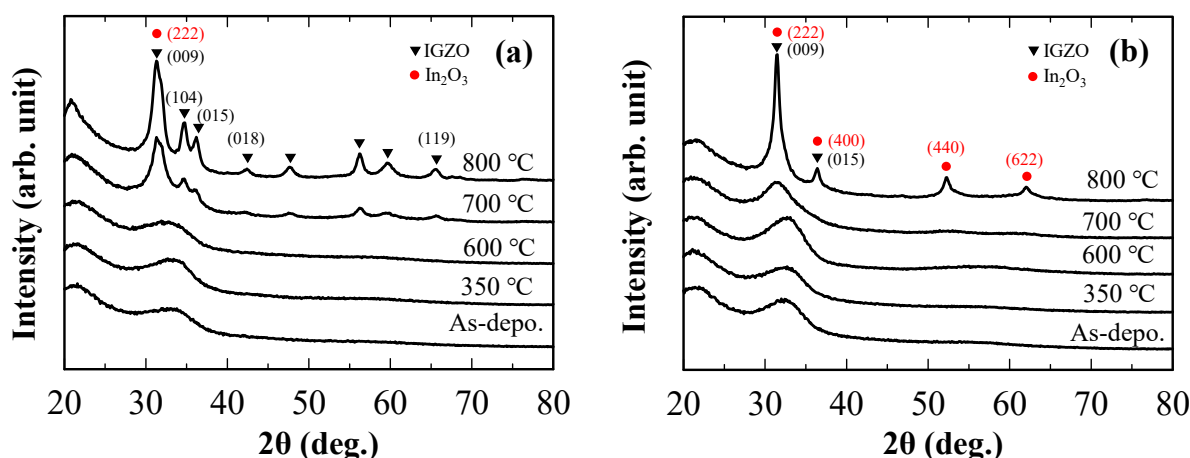 (222)
(009)
(104)
(015)
(018)
(119)
▼ IGZO
● In₂O₃
(a)
800 ℃
700 ℃
600 ℃
350 ℃
As-depo.
Intensity (arb. unit)
20 30 40 50 60 70 80
2θ (deg.)
(222)
(009)
(400)
(015)
(440)
(622)
▼ IGZO
● In₂O₃
(b)
800 ℃
700 ℃
600 ℃
350 ℃
As-depo.
Intensity (arb. unit)
20 30 40 50 60 70 80
2θ (deg.)